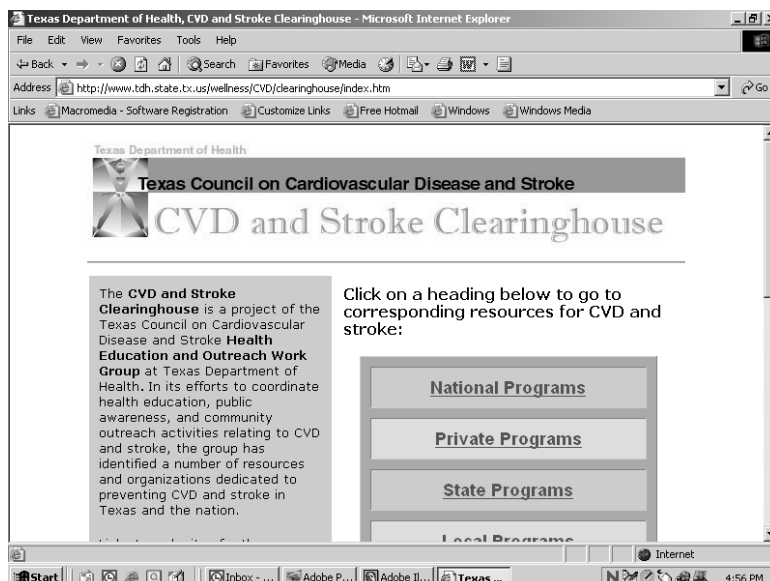 Texas Department of Health, CVD and Stroke Clearinghouse - Microsoft Internet Explorer
File Edit View Favorites Tools Help
Back Search Favorites Media
Address http://www.tdh.state.tx.us/wellness/CVD/clearinghouse/index.htm Go
Links Macromedia - Software Registration Customize Links Free Hotmail Windows Windows Media
Texas Department of Health
Texas Council on Cardiovascular Disease and Stroke
CVD and Stroke Clearinghouse
The CVD and Stroke
Clearinghouse is a project of the
Texas Council on Cardiovascular
Disease and Stroke Health
Education and Outreach Work
Group at Texas Department of
Health. In its efforts to coordinate
health education, public
awareness, and community
outreach activities relating to CVD
and stroke, the group has
identified a number of resources
and organizations dedicated to
preventing CVD and stroke in
Texas and the nation.
Click on a heading below to go to
corresponding resources for CVD and
stroke:
National Programs
Private Programs
State Programs
Local Programs
Internet
Start Inbox - ... Adobe P... Adobe Il... Texas ... 4:56 PM